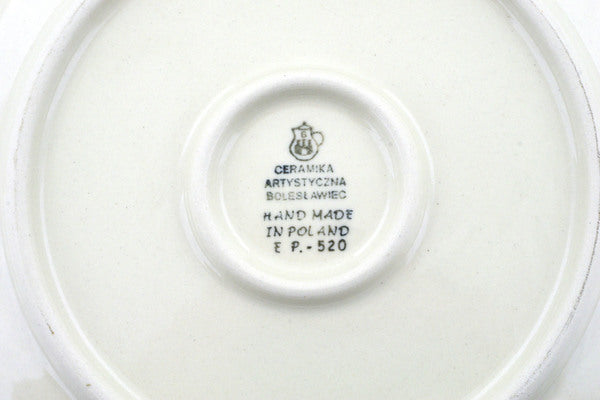 CERAMIKA
ARTYSTYCZNA
BOLESŁAWIEC
HAND MADE
IN POLAND
E P.-520